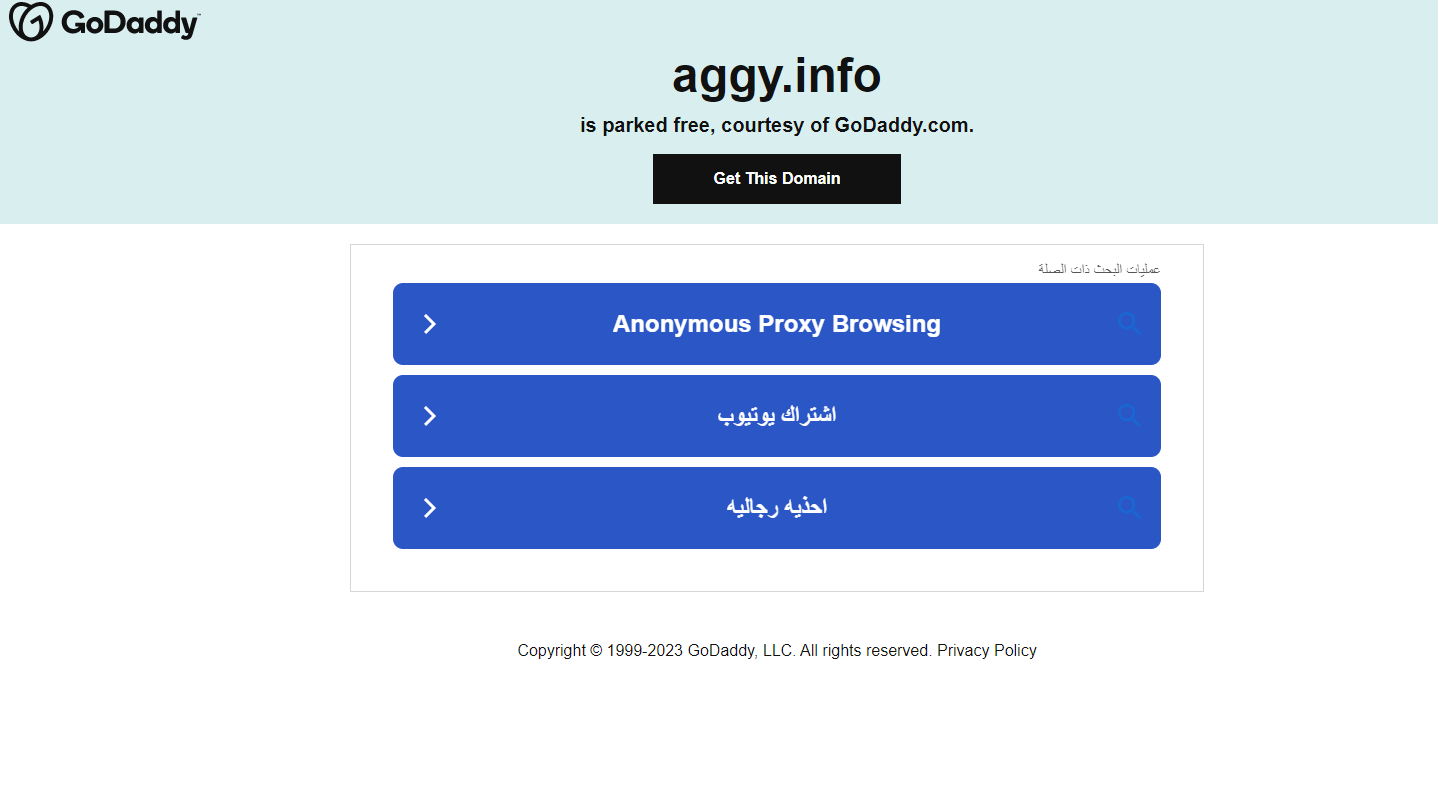 GoDaddy™
aggy.info
is parked free, courtesy of GoDaddy.com.
Get This Domain
عمليات البحث ذات الصلة
Anonymous Proxy Browsing
اشتراك يوتيوب
احذيه رجاليه
Copyright © 1999-2023 GoDaddy, LLC. All rights reserved. Privacy Policy